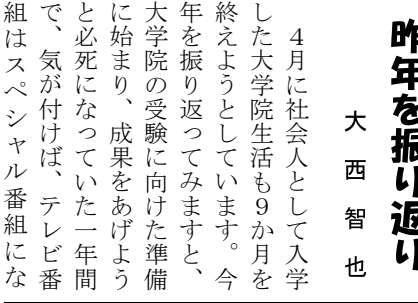 昨年を振り返り
大西智也
４月に社会人として入学
した大学院生活も９か月を
終えようとしています。今
年を振り返ってみますと、
大学院の受験に向けた準備
に始まり、成果をあげよう
と必死になっていた一年間
で、気が付けば、テレビ番
組はスペシャル番組にな